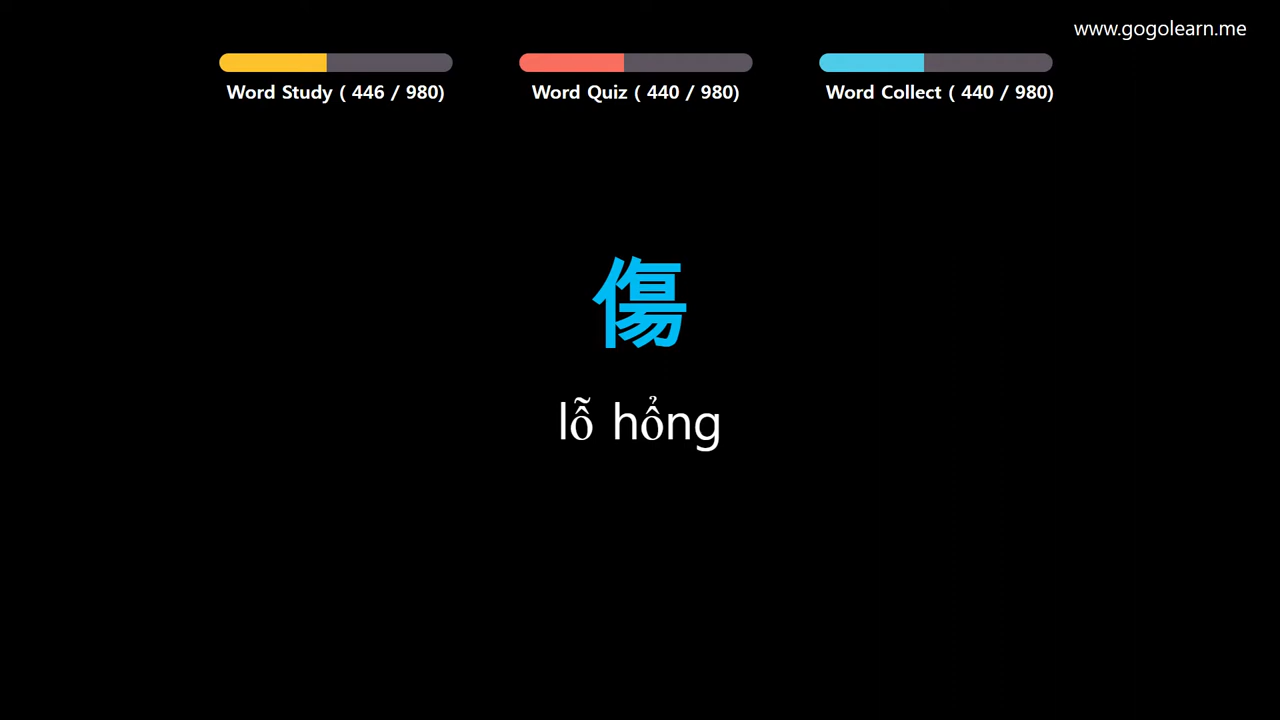 www.gogolearn.me
Word Study ( 446 / 980)
Word Quiz ( 440 / 980)
Word Collect ( 440 / 980)
傷
lỗ hổng